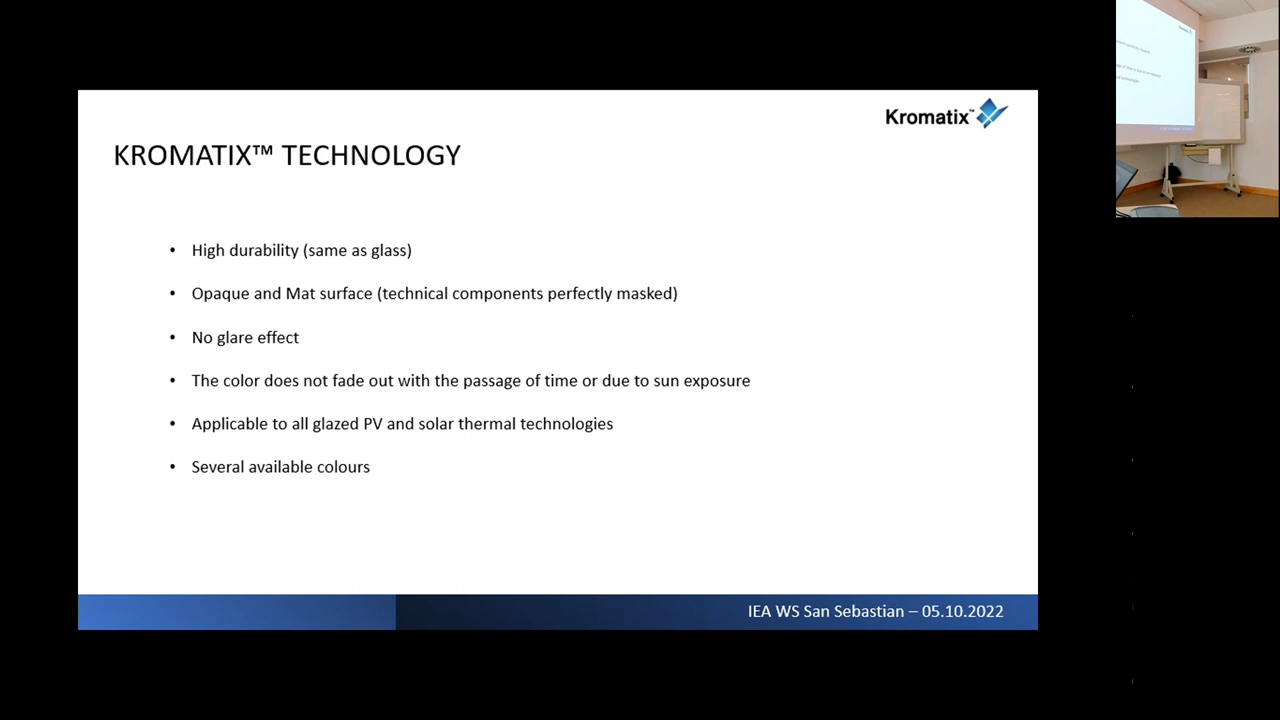 Kromatix™
KROMATIX™ TECHNOLOGY
• High durability (same as glass)
• Opaque and Mat surface (technical components perfectly masked)
• No glare effect
• The color does not fade out with the passage of time or due to sun exposure
• Applicable to all glazed PV and solar thermal technologies
• Several available colours
IEA WS San Sebastian – 05.10.2022